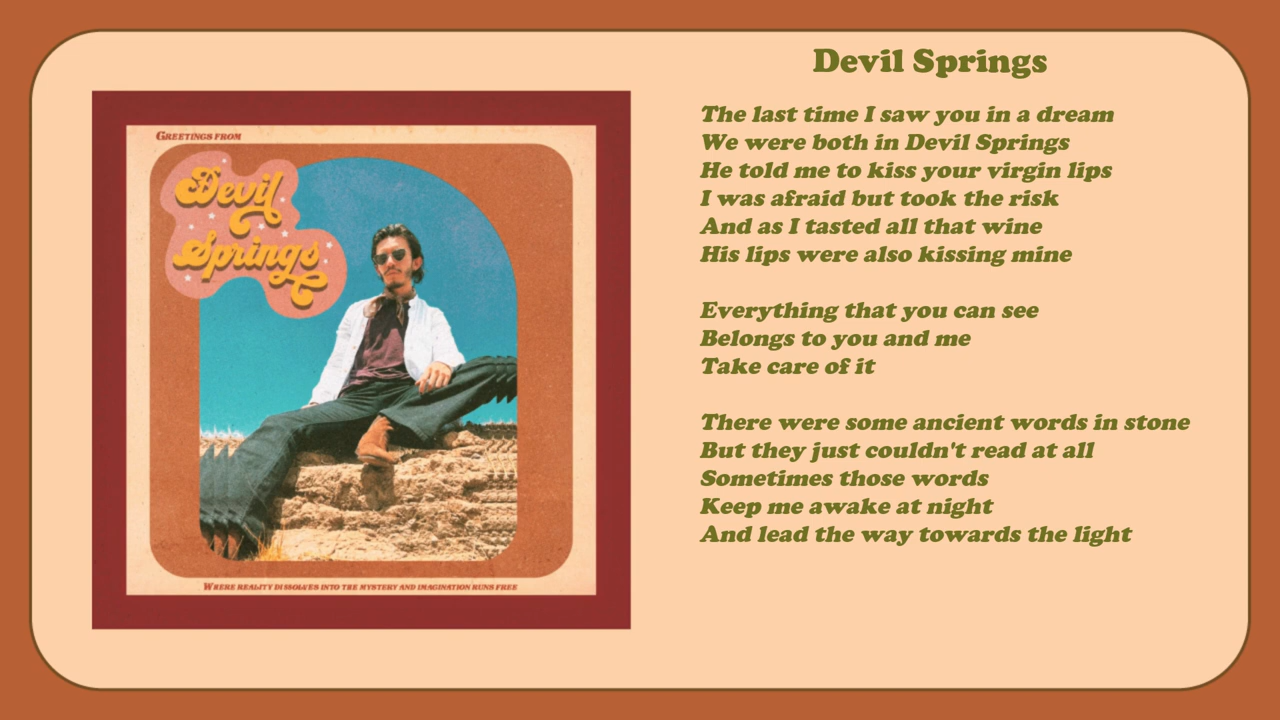 GREETINGS FROM
Devil
Springs
WHERE REALITY DISSOLVES INTO THE MYSTERY AND IMAGINATION RUNS FREE
Devil Springs
The last time I saw you in a dream
We were both in Devil Springs
He told me to kiss your virgin lips
I was afraid but took the risk
And as I tasted all that wine
His lips were also kissing mine
Everything that you can see
Belongs to you and me
Take care of it
There were some ancient words in stone
But they just couldn't read at all
Sometimes those words
Keep me awake at night
And lead the way towards the light